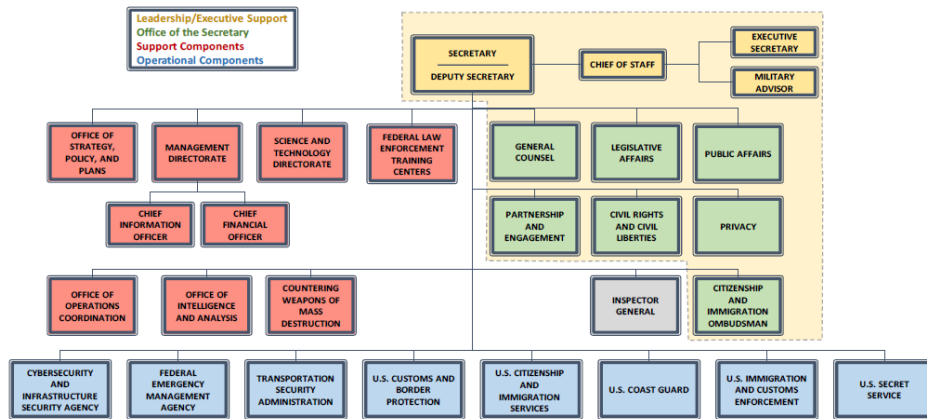 Leadership/Executive Support
Office of the Secretary
Support Components
Operational Components
SECRETARY
DEPUTY SECRETARY
CHIEF OF STAFF
EXECUTIVE
SECRETARY
MILITARY
ADVISOR
OFFICE OF
STRATEGY,
POLICY, AND
PLANS
MANAGEMENT
DIRECTORATE
SCIENCE AND
TECHNOLOGY
DIRECTORATE
FEDERAL LAW
ENFORCEMENT
TRAINING
CENTERS
GENERAL
COUNSEL
LEGISLATIVE
AFFAIRS
PUBLIC AFFAIRS
CHIEF
INFORMATION
OFFICER
CHIEF
FINANCIAL
OFFICER
PARTNERSHIP
AND
ENGAGEMENT
CIVIL RIGHTS
AND CIVIL
LIBERTIES
PRIVACY
OFFICE OF
OPERATIONS
COORDINATION
OFFICE OF
INTELLIGENCE
AND ANALYSIS
COUNTERING
WEAPONS OF
MASS
DESTRUCTION
INSPECTOR
GENERAL
CITIZENSHIP
AND
IMMIGRATION
OMBUDSMAN
CYBERSECURITY
AND
INFRASTRUCTURE
SECURITY AGENCY
FEDERAL
EMERGENCY
MANAGEMENT
AGENCY
TRANSPORTATION
SECURITY
ADMINISTRATION
U.S. CUSTOMS AND
BORDER
PROTECTION
U.S. CITIZENSHIP
AND
IMMIGRATION
SERVICES
U.S. COAST GUARD
U.S. IMMIGRATION
AND CUSTOMS
ENFORCEMENT
U.S. SECRET
SERVICE